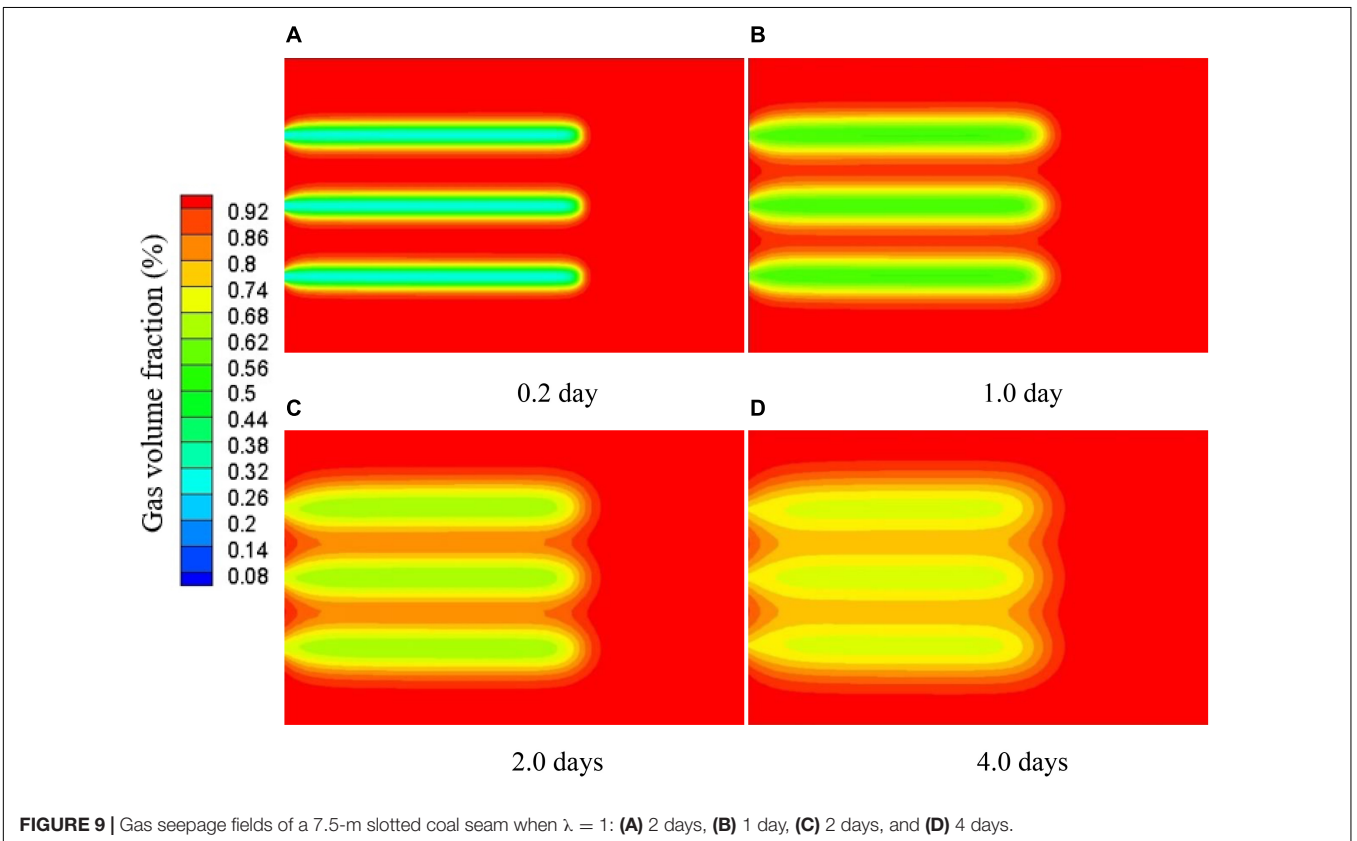 A
B
Gas volume fraction (%)
0.92
0.86
0.8
0.74
0.68
0.62
0.56
0.5
0.44
0.38
0.32
0.26
0.2
0.14
0.08
0.2 day
1.0 day
C
D
2.0 days
4.0 days
FIGURE 9 | Gas seepage fields of a 7.5-m slotted coal seam when λ = 1: (A) 2 days, (B) 1 day, (C) 2 days, and (D) 4 days.